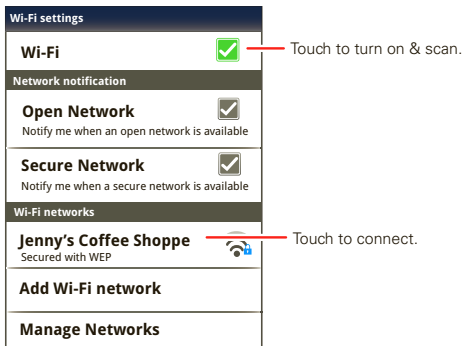 Wi-Fi settings
Wi-Fi
Touch to turn on & scan.
Network notification
Open Network
Notify me when an open network is available
Secure Network
Notify me when a secure network is available
Wi-Fi networks
Jenny's Coffee Shoppe
Touch to connect.
Secured with WEP
Add Wi-Fi network
Manage Networks